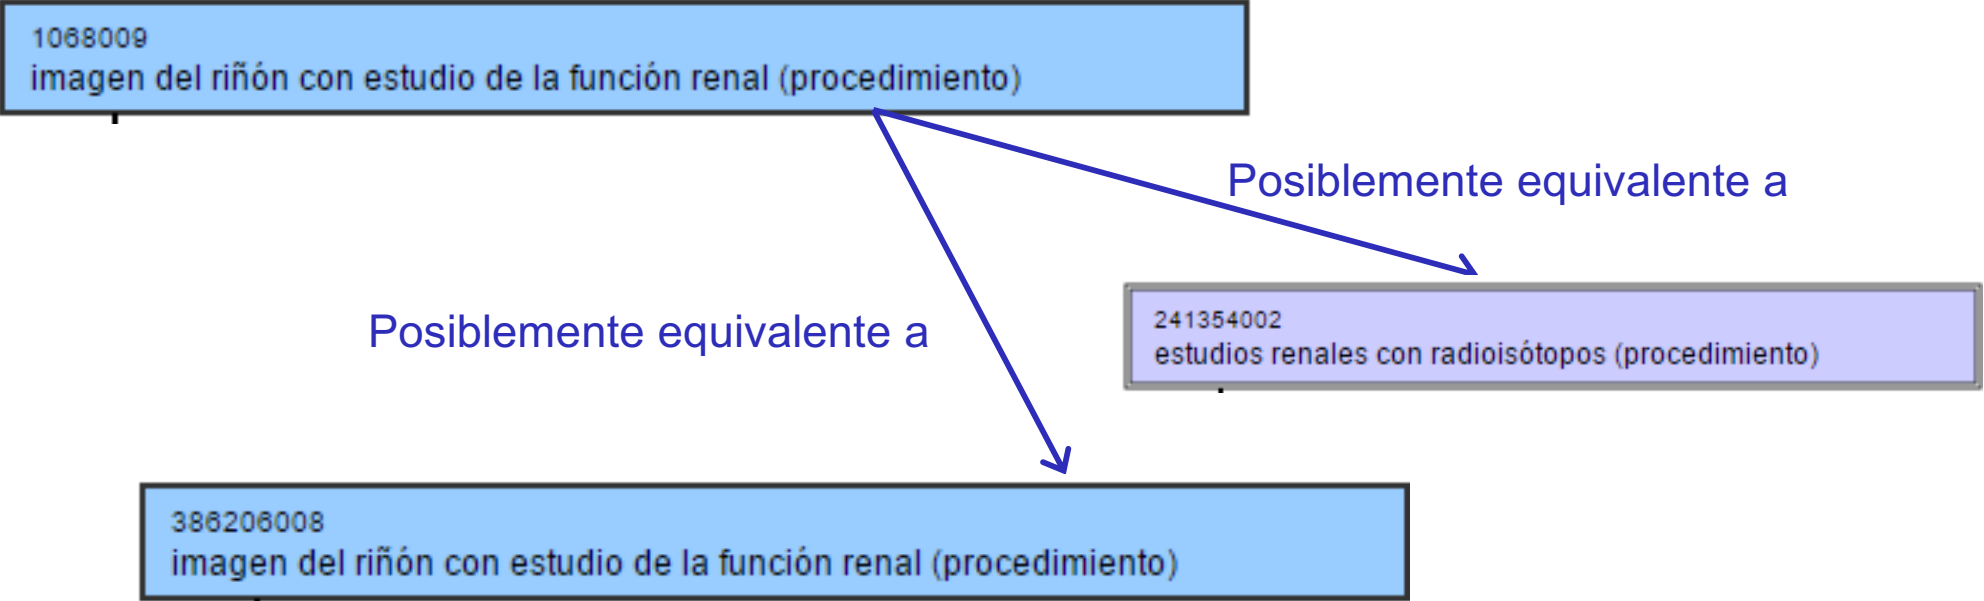 1068009
imagen del riñón con estudio de la función renal (procedimiento)
Posiblemente equivalente a
Posiblemente equivalente a
241354002
estudios renales con radioisótopos (procedimiento)
386206008
imagen del riñón con estudio de la función renal (procedimiento)